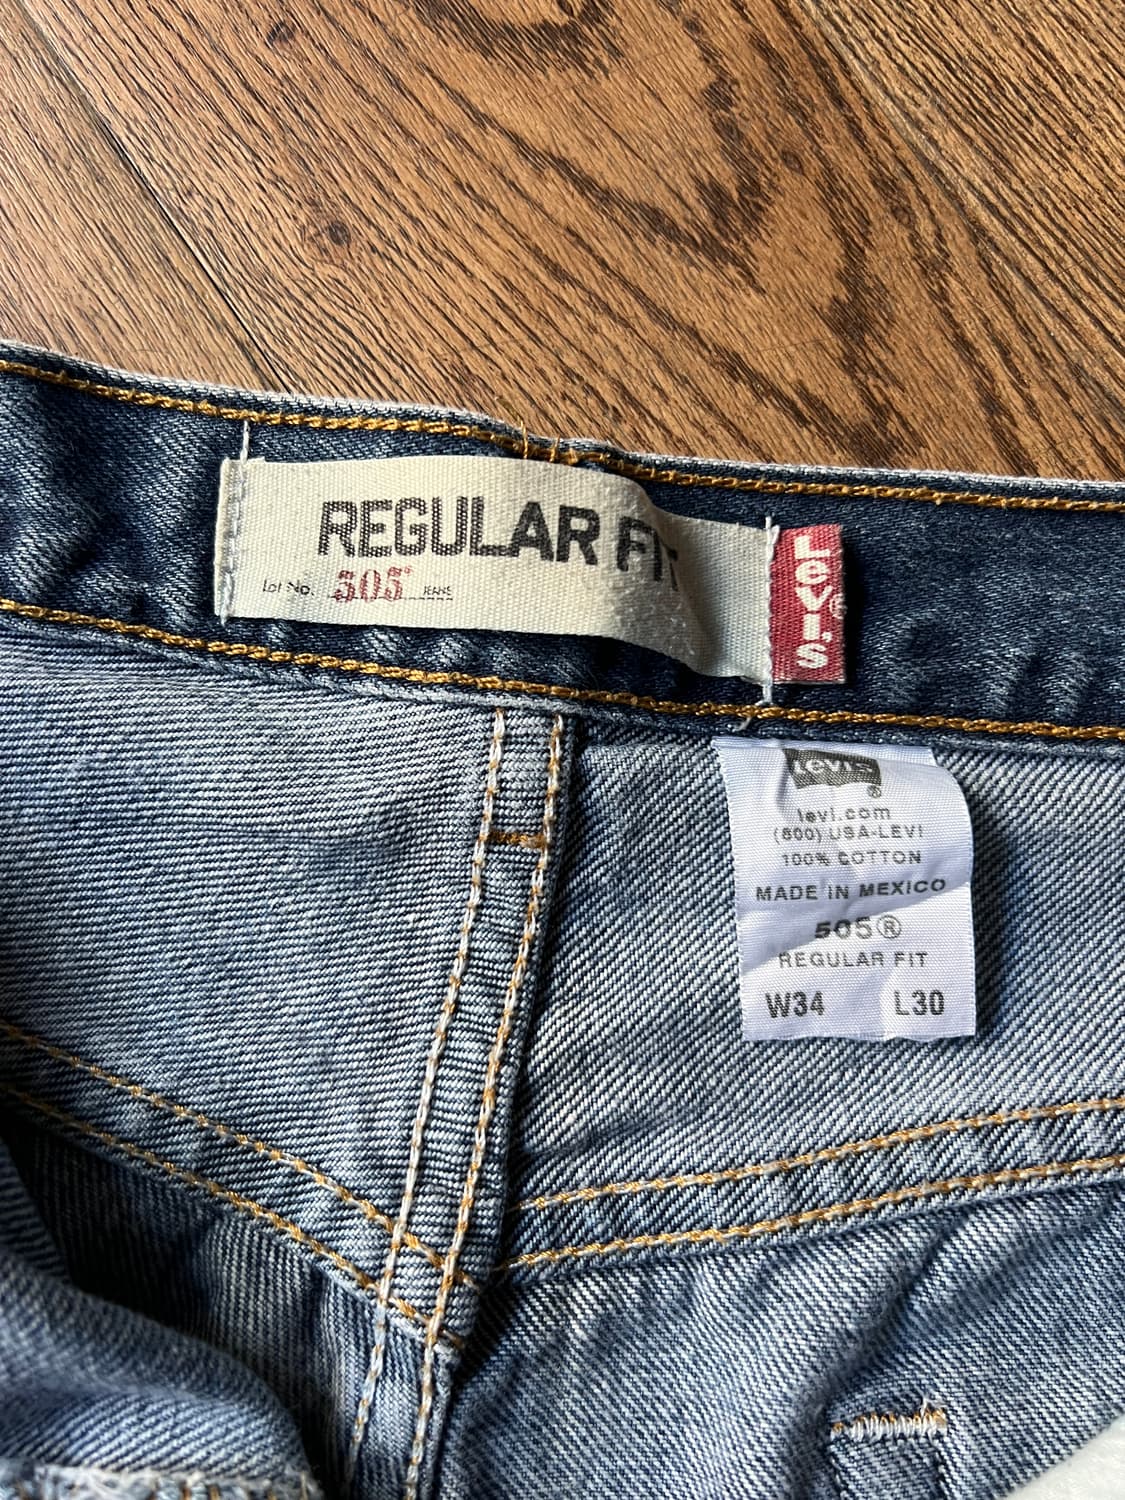 REGULAR FIT
Lot No. 505® JEANS
LEVI'S®
Levi's
®
levi.com
(800) USA-LEVI
100% COTTON
MADE IN MEXICO
505®
REGULAR FIT
W34 L30